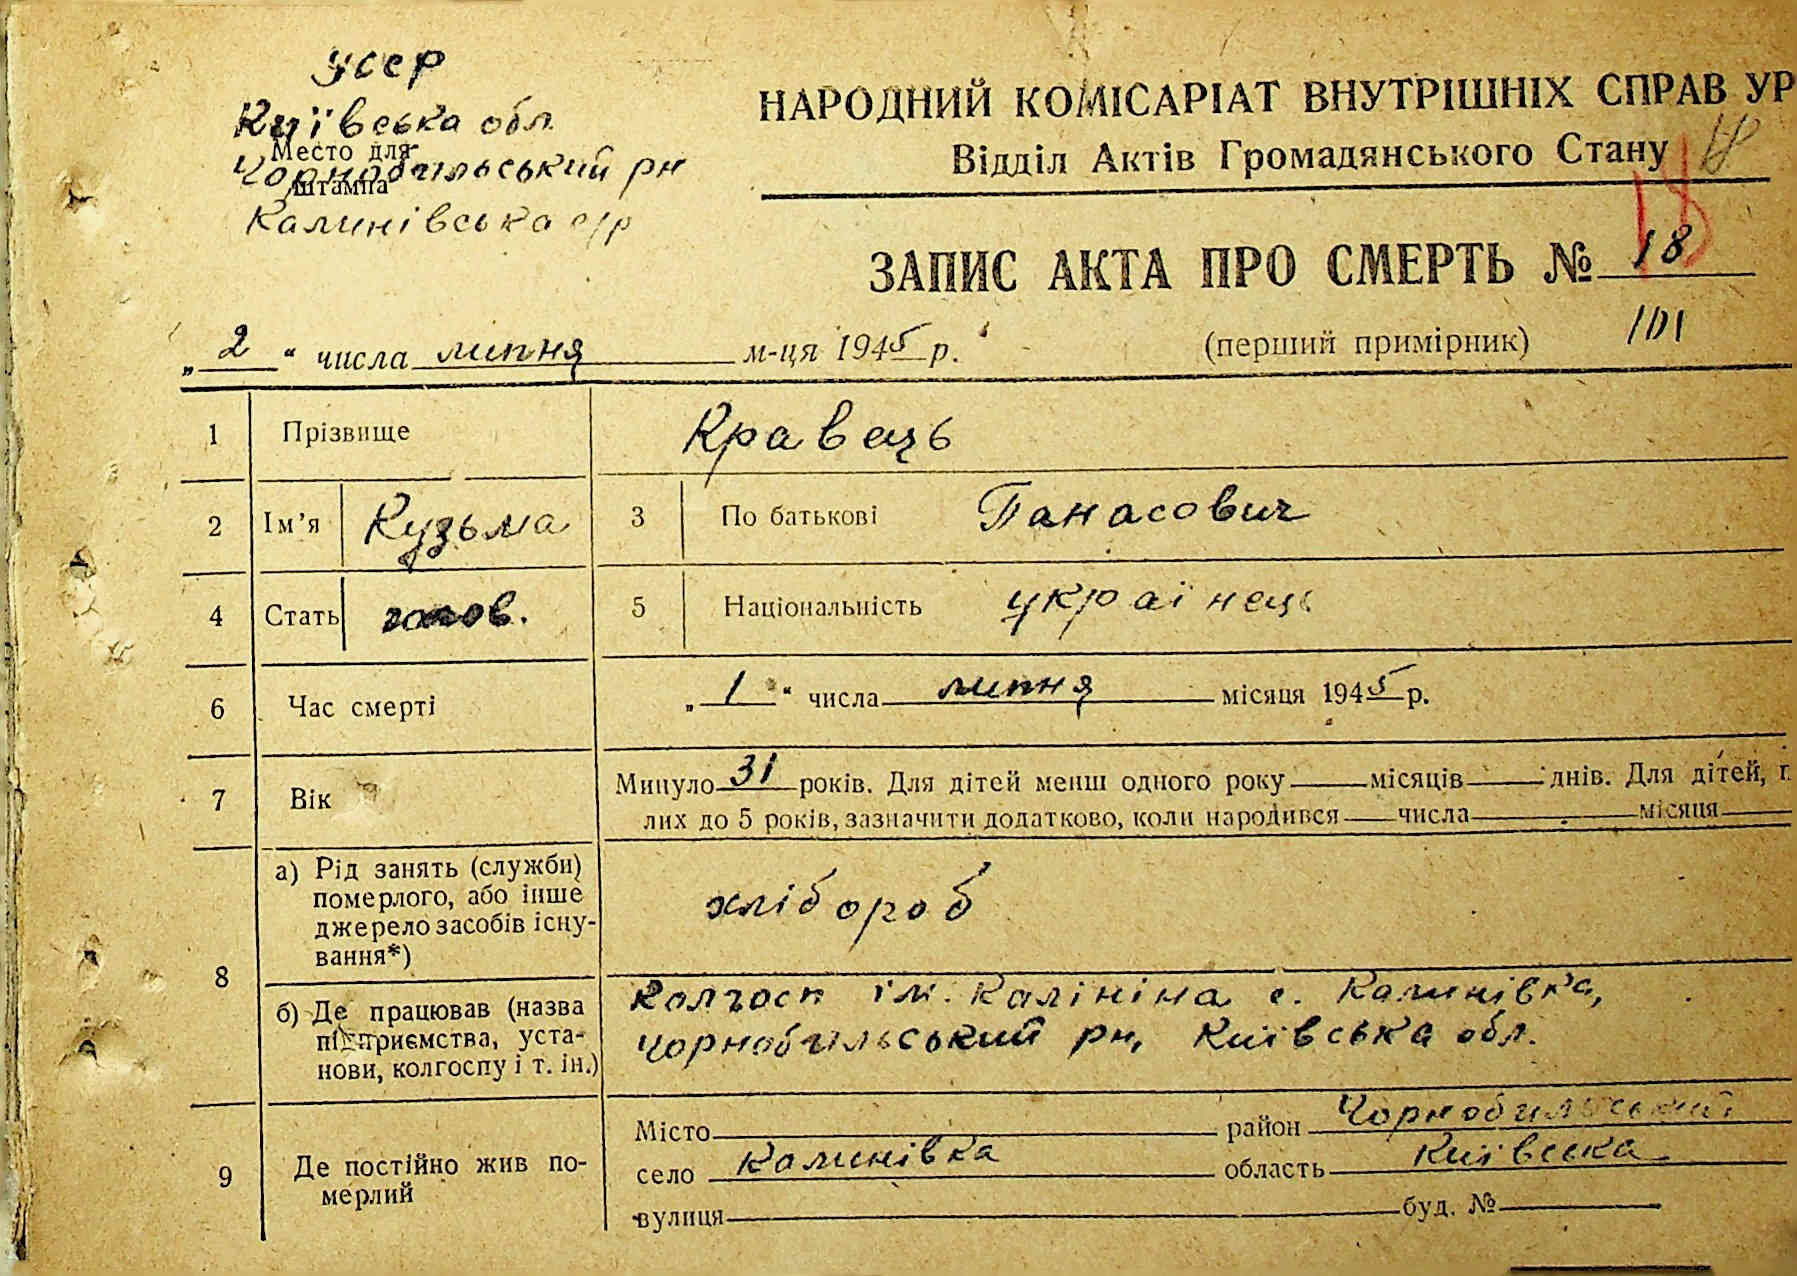 УСЕР
Київська обл
Место для
Чорнобильський рн
штампа
Калинівська с/р
НАРОДНИЙ КОМІСАРІАТ ВНУТРІШНІХ СПРАВ УР
Відділ Актів Громадянського Стану
18
ЗАПИС АКТА ПРО СМЕРТЬ № 18
„2“ числа липня м-ця 1945 р. (перший примірник) 101
1 Прізвище Кравець
2 Ім'я Кузьма 3 По батькові Панасович
4 Стать 5 Національність українець
6 Час смерті „1“ числа липня місяця 1945 р.
7 Вік Минуло 31 років. Для дітей менш одного року місяців днів. Для дітей,
лих до 5 років, зазначити додатково, коли народився числа місяця
8 а) Рід занять (служби)
померлого, або інше
джерело засобів існу-
вання*)
хлібороб
б) Де працював (назва
підприємства, уста-
нови, колгоспу і т. ін.)
Колгосп ім. Калініна с. Калинівка,
Чорнобильський рн, Київська обл.
9 Де постійно жив по-
мерлий
Місто район Чорнобильський
село Калинівка область Київська
вулиця буд. №